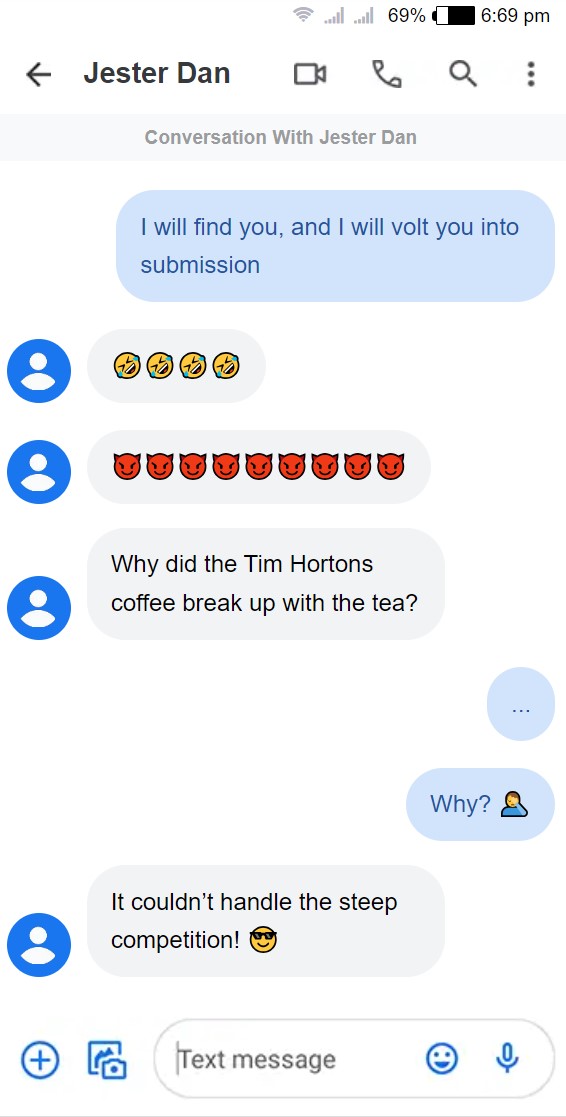 69% 6:69 pm
Jester Dan
Conversation With Jester Dan
I will find you, and I will volt you into
submission
🤣🤣🤣🤣
😈😈😈😈😈😈😈😈😈
Why did the Tim Hortons
coffee break up with the tea?
...
Why? 🤦‍♂️
It couldn’t handle the steep
competition! 😎
Text message